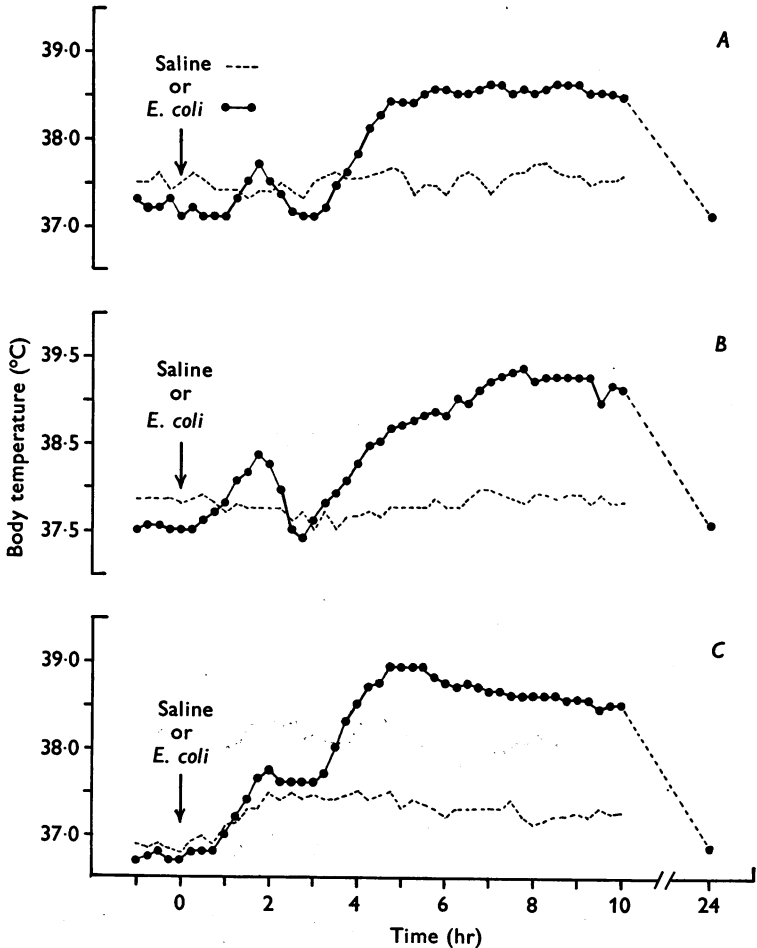 A
39·0
Saline
or
E. coli
38·0
37·0
B
39·5
Saline
or
E. coli
38·5
37·5
Body temperature (°C)
C
39·0
Saline
or
E. coli
38·0
37·0
0 2 4 6 8 10 24
Time (hr)